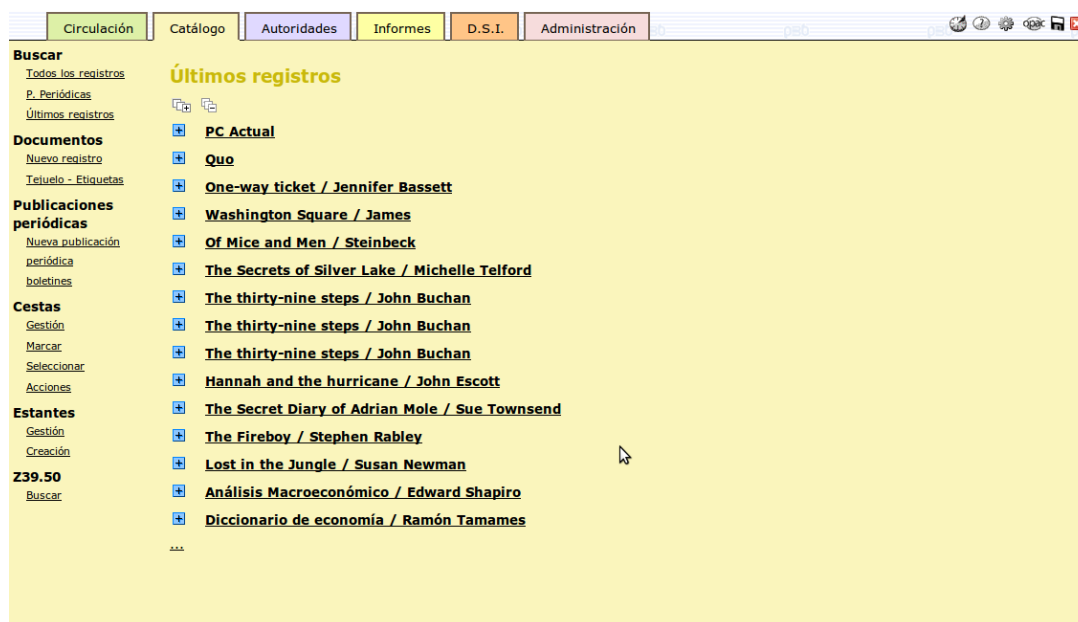 Circulación
Catálogo
Autoridades
Informes
D.S.I.
Administración
pmb
opac
Buscar
Todos los registros
P. Periódicas
Últimos registros
Documentos
Nuevo registro
Tejuelo - Etiquetas
Publicaciones
periódicas
Nueva publicación
periódica
boletines
Cestas
Gestión
Marcar
Seleccionar
Acciones
Estantes
Gestión
Creación
Z39.50
Buscar
Últimos registros
PC Actual
Quo
One-way ticket / Jennifer Bassett
Washington Square / James
Of Mice and Men / Steinbeck
The Secrets of Silver Lake / Michelle Telford
The thirty-nine steps / John Buchan
The thirty-nine steps / John Buchan
The thirty-nine steps / John Buchan
Hannah and the hurricane / John Escott
The Secret Diary of Adrian Mole / Sue Townsend
The Fireboy / Stephen Rabley
Lost in the Jungle / Susan Newman
Análisis Macroeconómico / Edward Shapiro
Diccionario de economía / Ramón Tamames
...